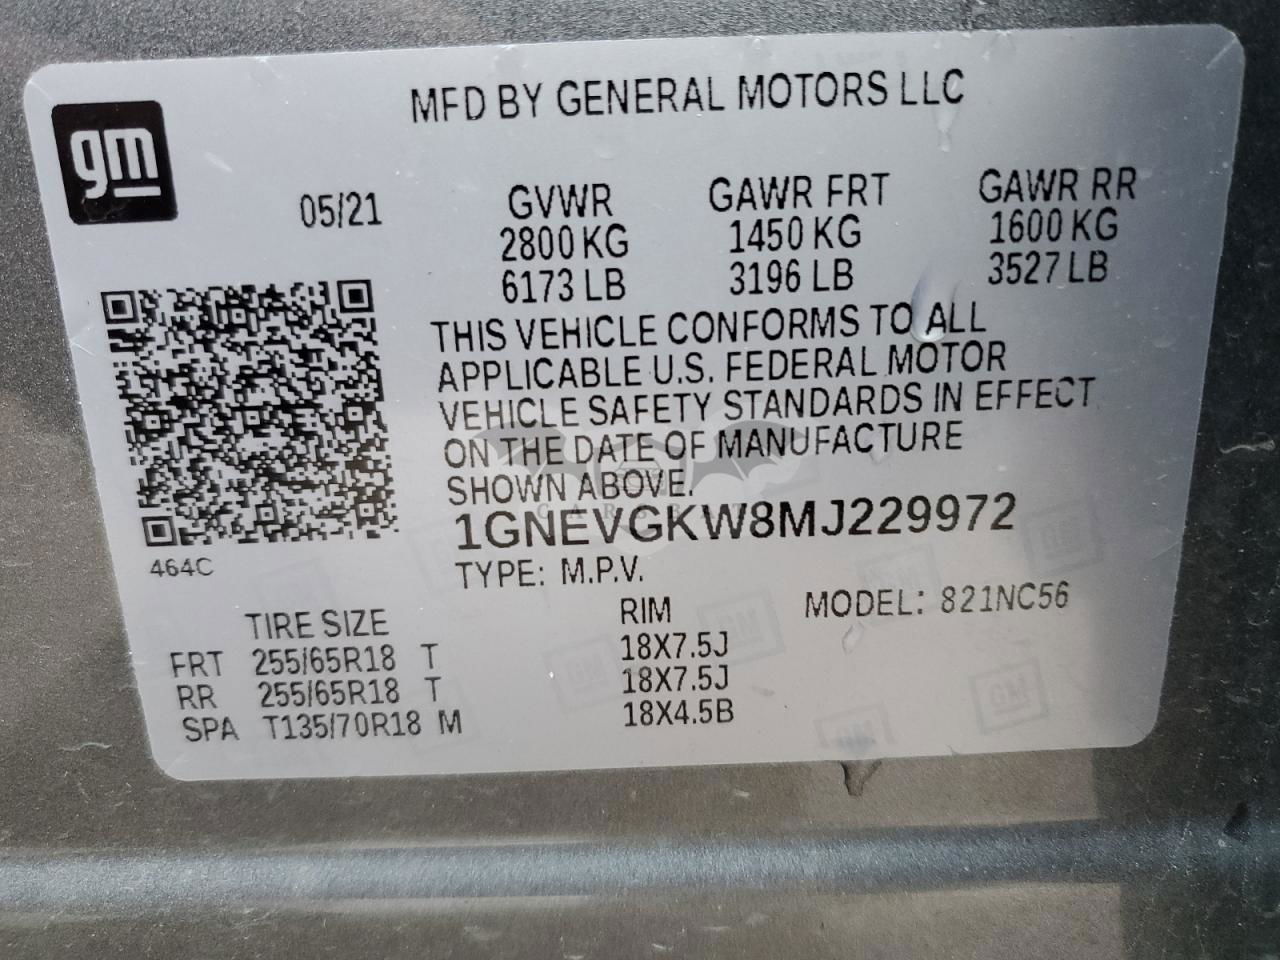 gm
MFD BY GENERAL MOTORS LLC
05/21
GVWR GAWR FRT GAWR RR
2800 KG 1450 KG 1600 KG
6173 LB 3196 LB 3527 LB
THIS VEHICLE CONFORMS TO ALL
APPLICABLE U.S. FEDERAL MOTOR
VEHICLE SAFETY STANDARDS IN EFFECT
ON THE DATE OF MANUFACTURE
SHOWN ABOVE.
1GNEVGKW8MJ229972
464C
TYPE: M.P.V.
MODEL: 821NC56
TIRE SIZE RIM
FRT 255/65R18 T 18X7.5J
RR 255/65R18 T 18X7.5J
SPA T135/70R18 M 18X4.5B